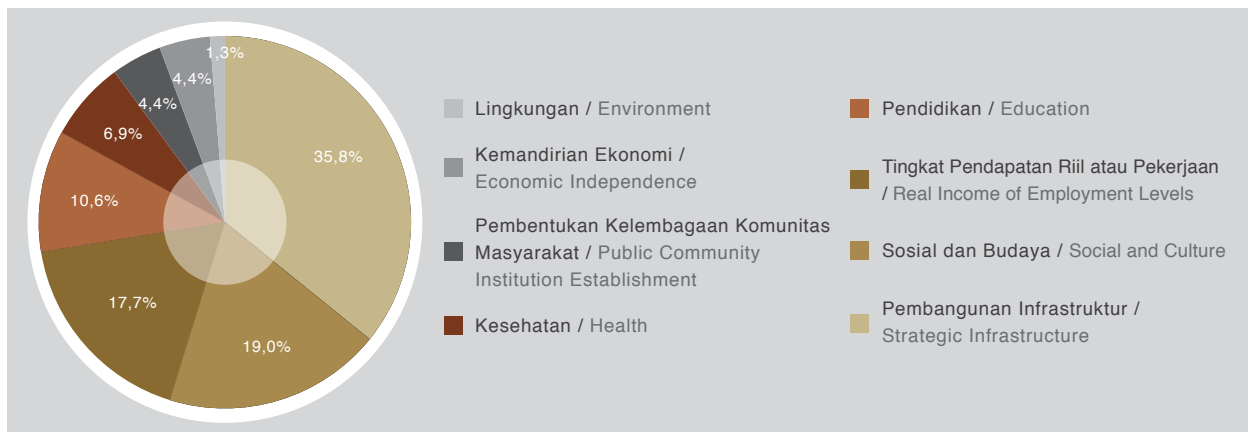 1,3%
4,4%
4,4%
6,9%
10,6%
17,7%
19,0%
35,8%
Lingkungan / Environment
Kemandirian Ekonomi /
Economic Independence
Pembentukan Kelembagaan Komunitas
Masyarakat / Public Community
Institution Establishment
Kesehatan / Health
Pendidikan / Education
Tingkat Pendapatan Riil atau Pekerjaan
/ Real Income of Employment Levels
Sosial dan Budaya / Social and Culture
Pembangunan Infrastruktur /
Strategic Infrastructure